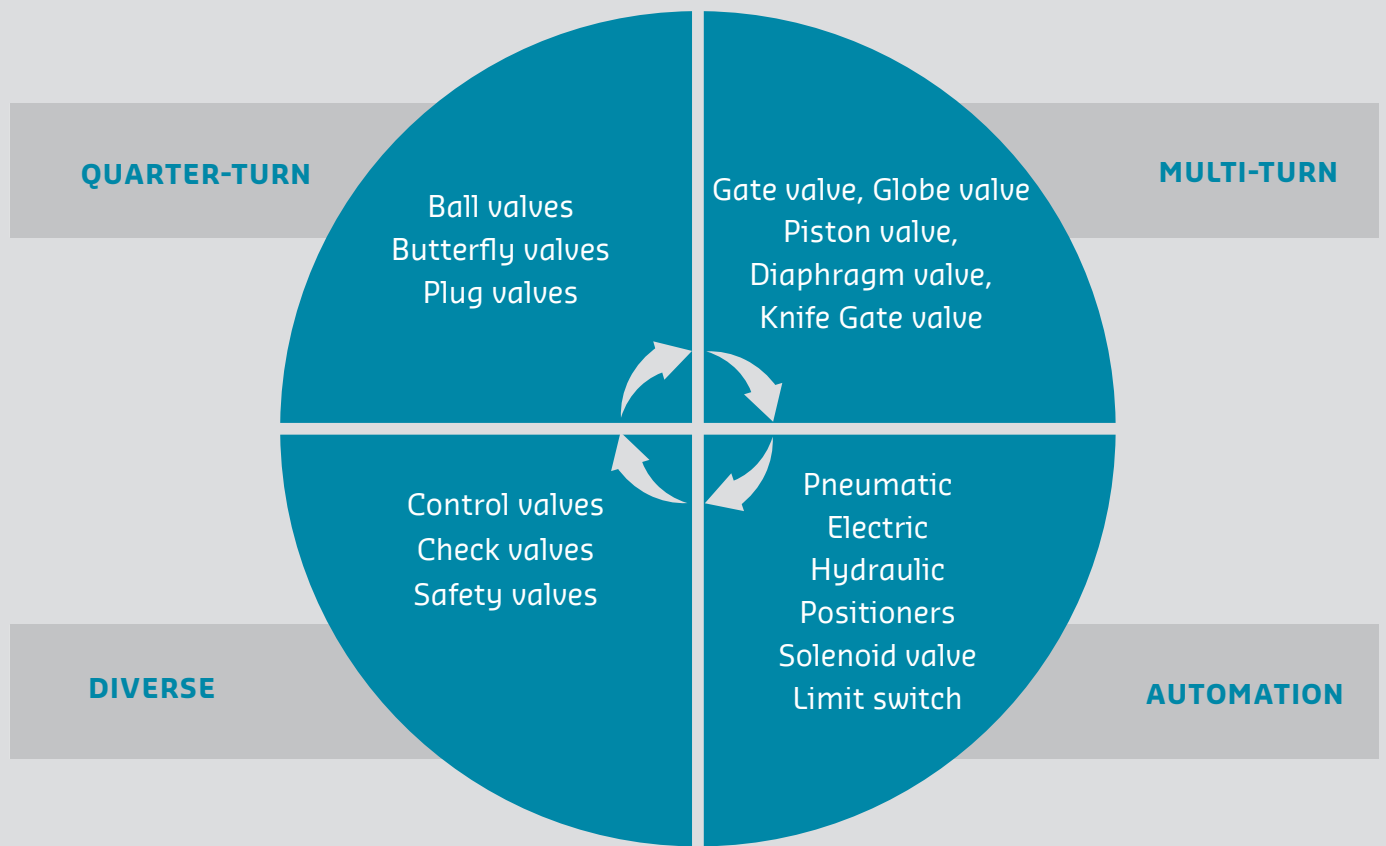 QUARTER-TURN
Ball valves
Butterfly valves
Plug valves
MULTI-TURN
Gate valve, Globe valve
Piston valve,
Diaphragm valve,
Knife Gate valve
DIVERSE
Control valves
Check valves
Safety valves
AUTOMATION
Pneumatic
Electric
Hydraulic
Positioners
Solenoid valve
Limit switch